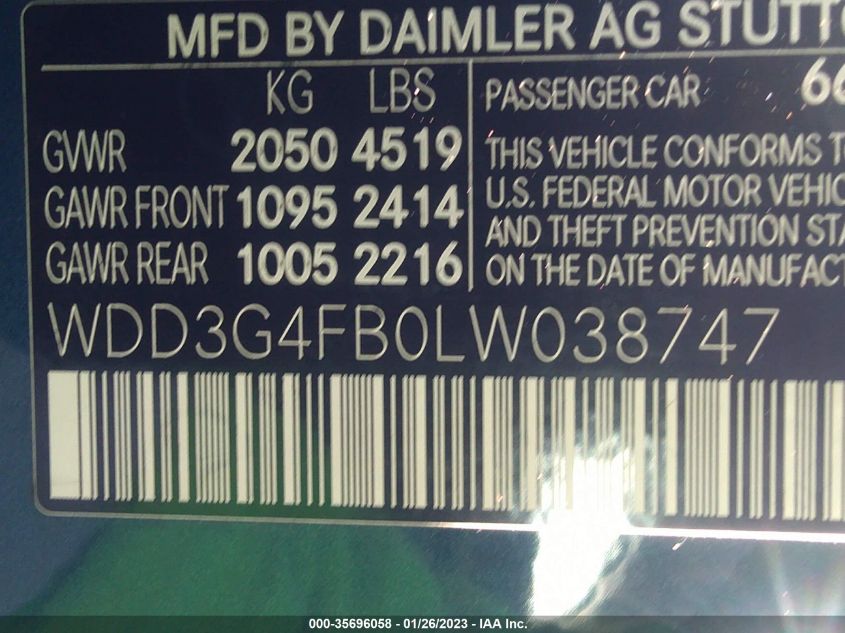 MFD BY DAIMLER AG
KG LBS
GVWR 2050 4519
GAWR FRONT 1095 2414
GAWR REAR 1005 2216
PASSENGER CAR
THIS VEHICLE CONFORMS
U.S. FEDERAL MOTOR
AND THEFT PREVENTION
ON THE DATE OF
WDD3G4FB0LW038747
000-35696058 / 01/26/2023 - IAA Inc.